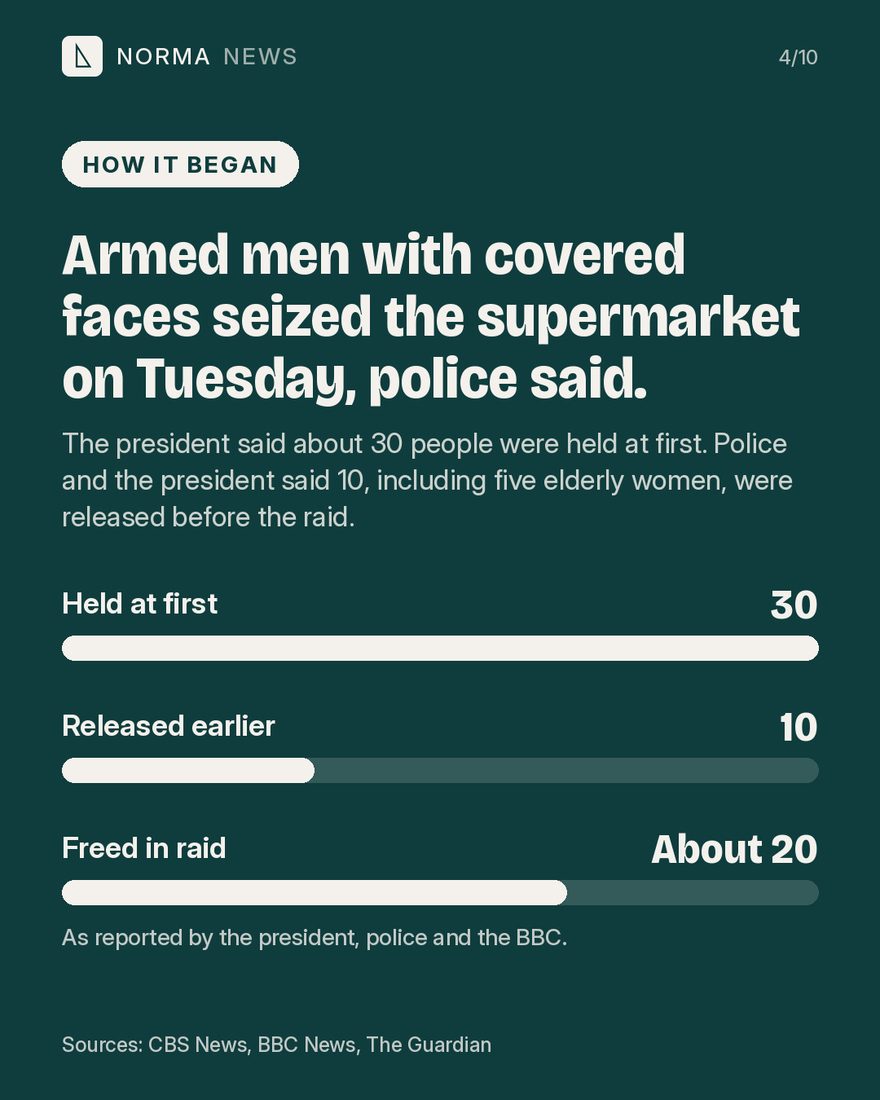 NORMA NEWS
4/10
HOW IT BEGAN
Armed men with covered
faces seized the supermarket
on Tuesday, police said.
The president said about 30 people were held at first. Police
and the president said 10, including five elderly women, were
released before the raid.
Held at first 30
Released earlier 10
Freed in raid About 20
As reported by the president, police and the BBC.
Sources: CBS News, BBC News, The Guardian